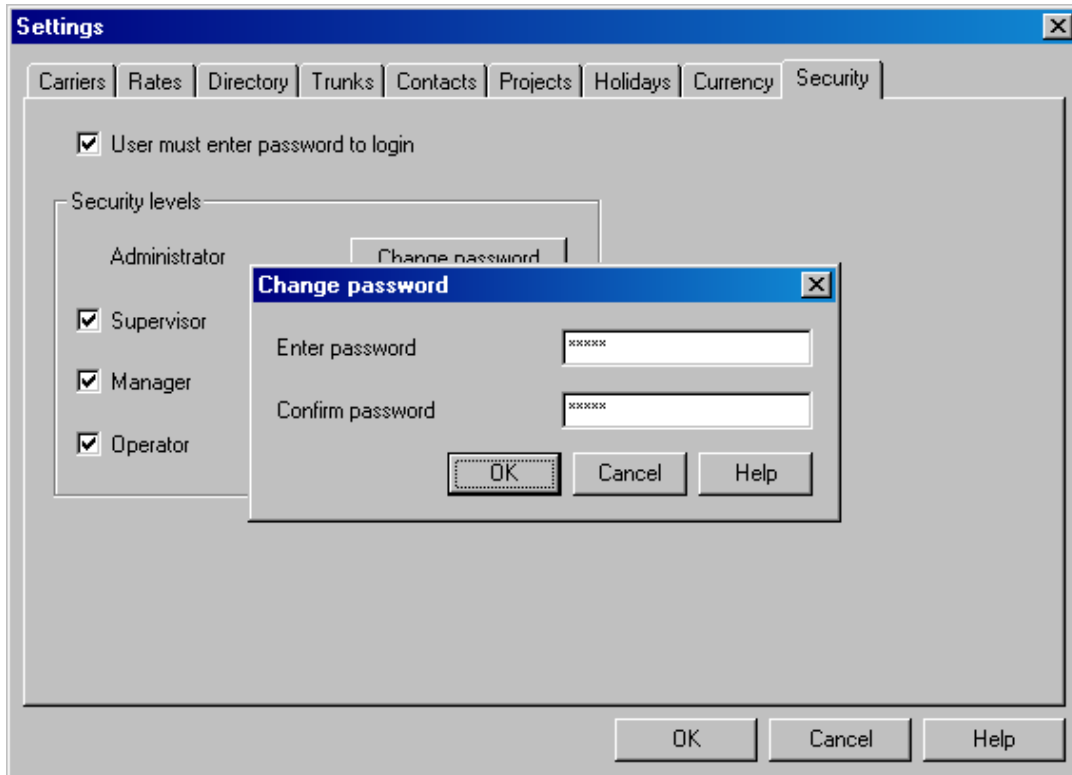 Settings
Carriers Rates Directory Trunks Contacts Projects Holidays Currency Security
User must enter password to login
Security levels
Administrator Change password
Change password
Supervisor
Enter password *****
Manager
Confirm password *****
Operator
OK Cancel Help
OK Cancel Help